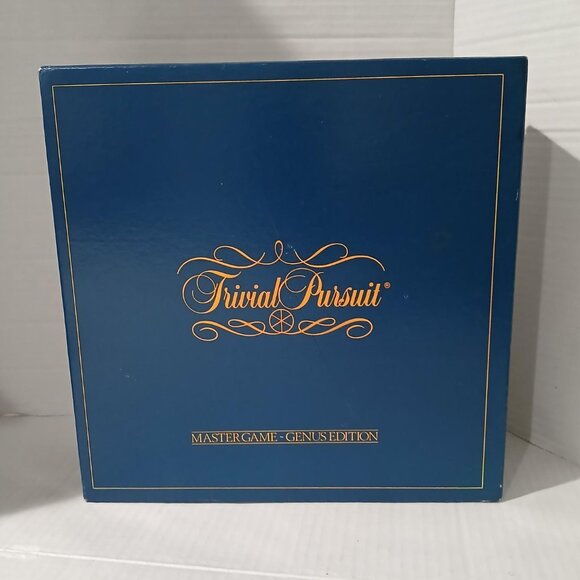 Trivial Pursuit®
MASTER GAME - GENUS EDITION